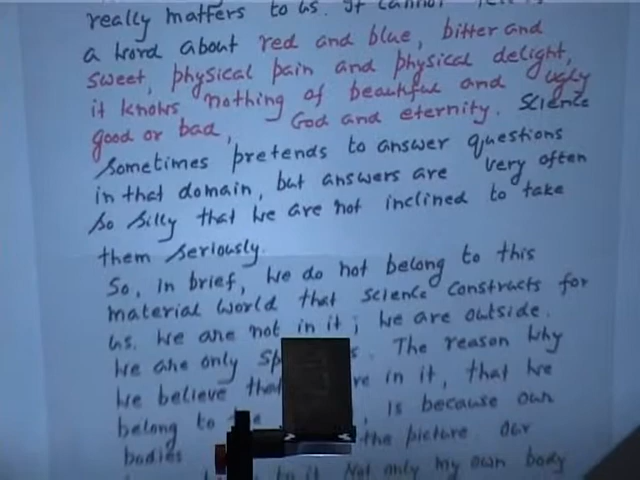 really matters to us. It cannot
a word about red and blue, bitter and
sweet, physical pain and physical delight,
it knows nothing of beautiful and ugly
good or bad, God and eternity. Science
sometimes pretends to answer questions
in that domain, but answers are very often
so silly that we are not inclined to take
them seriously.
So, in brief, we do not belong to this
material world that science constructs for
us. We are not in it; we are outside.
We are only The reason why
We believe in it, that we
belong to is because our
bodies the picture our
to it. Not only my own body